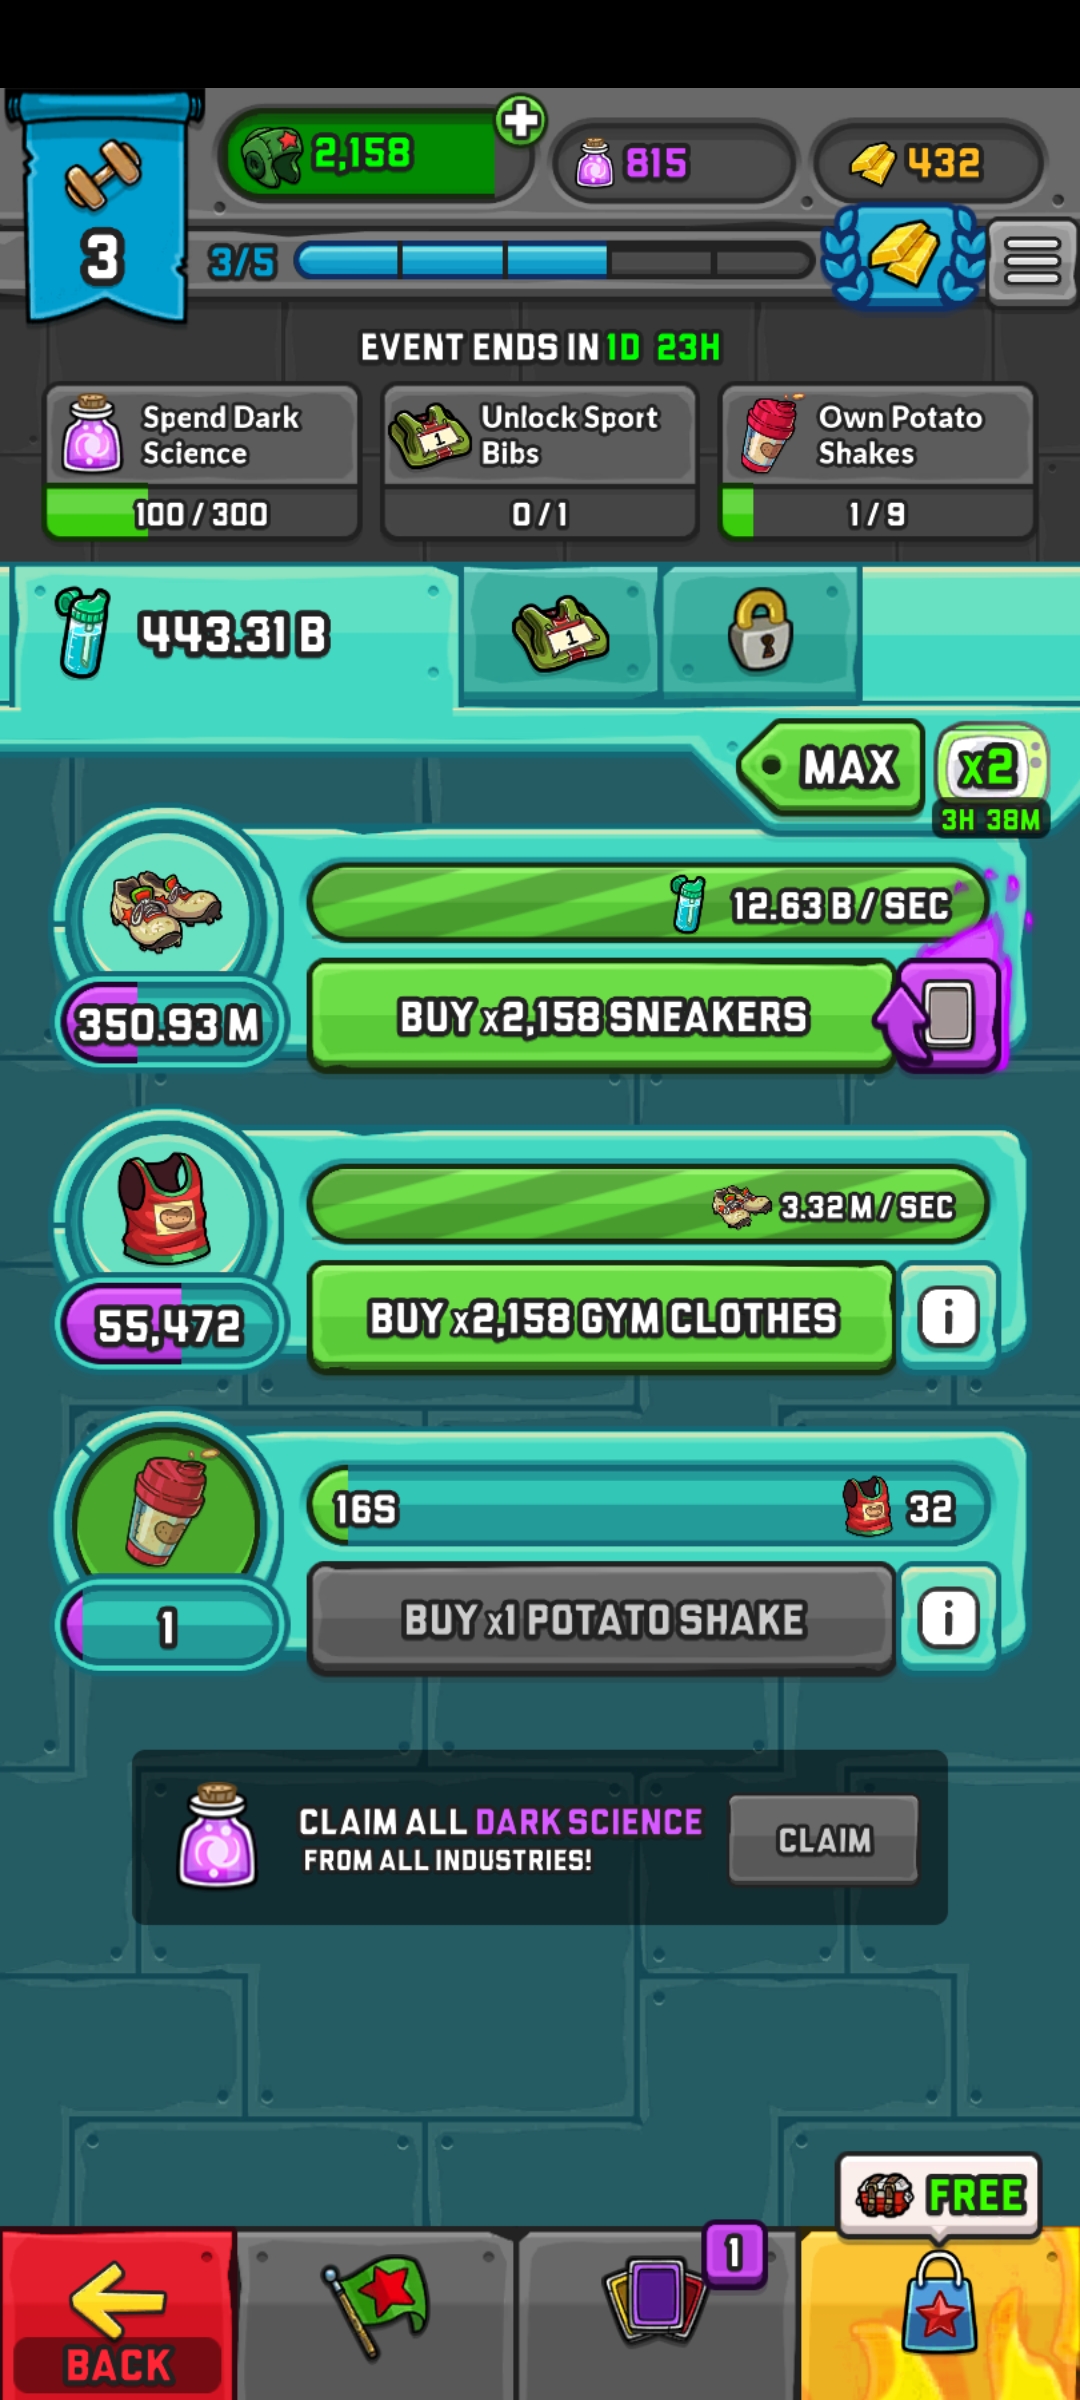 2,158
815
432
3
3/5
EVENT ENDS IN 1D 23H
Spend Dark
Science
100 / 300
Unlock Sport
Bibs
0 / 1
Own Potato
Shakes
1 / 9
443.31 B
1
MAX
x2
3H 38M
12.63 B / SEC
350.93 M
BUY x2,158 SNEAKERS
3.32 M / SEC
55,472
BUY x2,158 GYM CLOTHES
i
16S
32
1
BUY x1 POTATO SHAKE
i
CLAIM ALL DARK SCIENCE
FROM ALL INDUSTRIES!
CLAIM
FREE
1
BACK